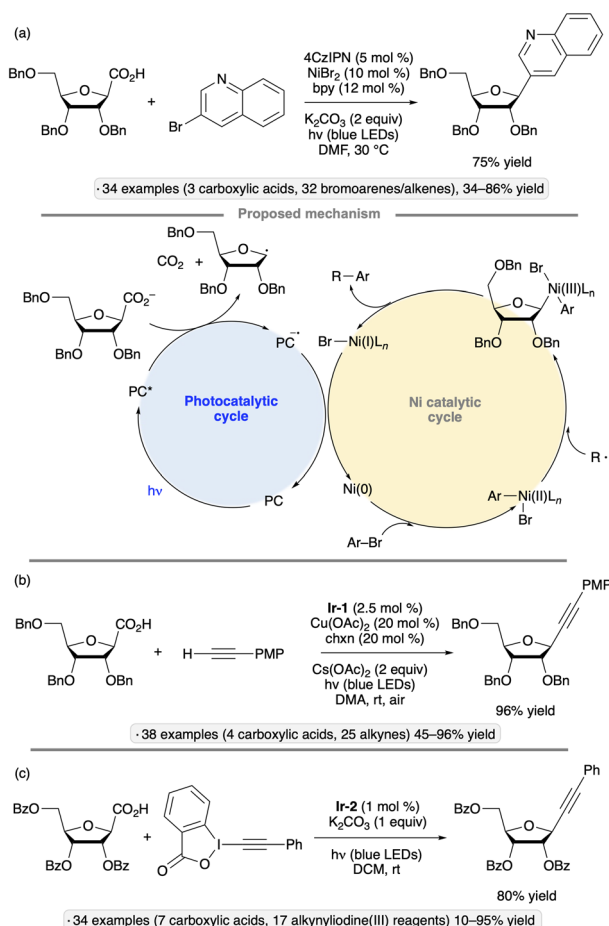 (a)
BnO
O
CO₂H
BnO
OBn
+
N
Br
4CzIPN (5 mol %)
NiBr₂ (10 mol %)
bpy (12 mol %)
K₂CO₃ (2 equiv)
hν (blue LEDs)
DMF, 30 °C
N
BnO
O
BnO
OBn
75% yield
· 34 examples (3 carboxylic acids, 32 bromoarenes/alkenes), 34–86% yield
Proposed mechanism
CO₂ +
BnO
O
·
BnO
OBn
BnO
O
CO₂⁻
BnO
OBn
PC⁻•
PC*
Photocatalytic
cycle
hν
PC
R–Ar
Br—Ni(I)Lₙ
OBn
Br
Ni(III)Lₙ
Ar
O
BnO
OBn
Ni catalytic
cycle
R ·
Ni(0)
Ar–Ni(II)Lₙ
Br
Ar–Br
(b)
BnO
O
CO₂H
BnO
OBn
+
H
PMP
Ir-1 (2.5 mol %)
Cu(OAc)₂ (20 mol %)
chxn (20 mol %)
Cs(OAc)₂ (2 equiv)
hν (blue LEDs)
DMA, rt, air
PMP
BnO
O
BnO
OBn
96% yield
· 38 examples (4 carboxylic acids, 25 alkynes) 45–96% yield
(c)
BzO
O
CO₂H
BzO
OBz
+
I
Ph
O
O
Ir-2 (1 mol %)
K₂CO₃ (1 equiv)
hν (blue LEDs)
DCM, rt
Ph
BzO
O
BzO
OBz
80% yield
· 34 examples (7 carboxylic acids, 17 alkynyliodine(III) reagents) 10–95% yield